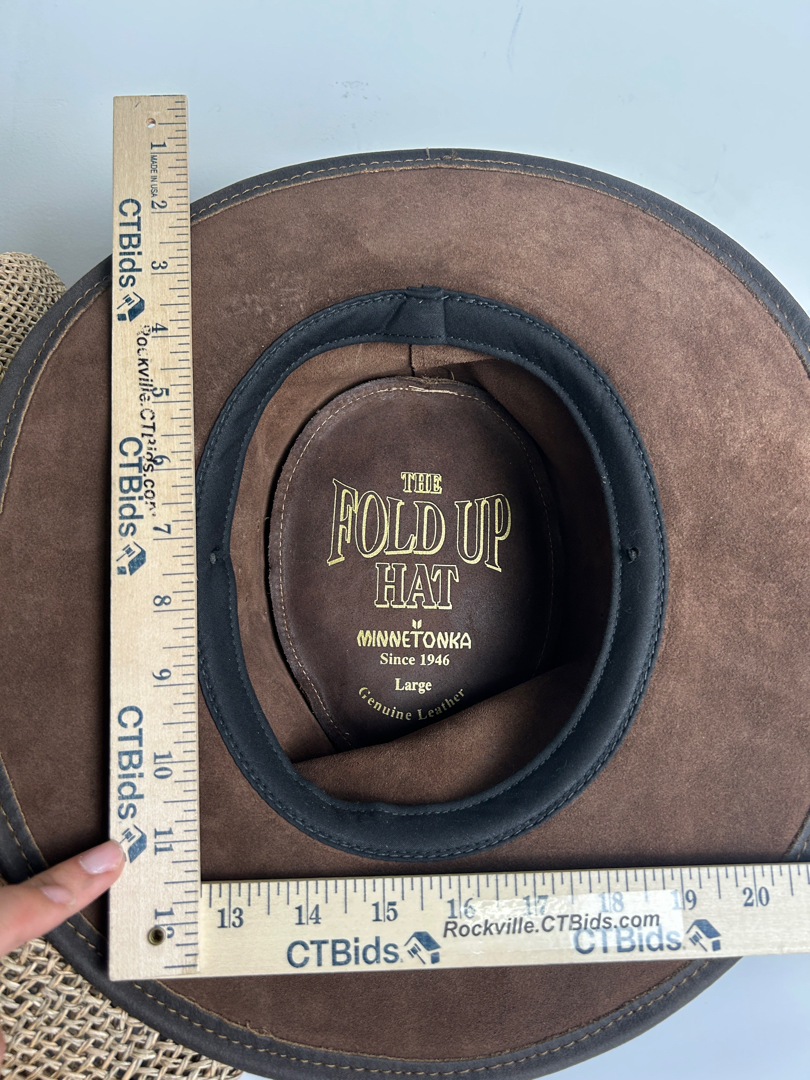 THE
FOLD UP
HAT
MINNETONKA
Since 1946
Large
Genuine Leather
1 2 3 4 5 6 7 8 9 10 11
MADE IN USA
CTBids
Rockville.CTBids.com
CTBids
CTBids
13 14 15 16 17 18 19 20
Rockville.CTBids.com
CTBids
CTBids